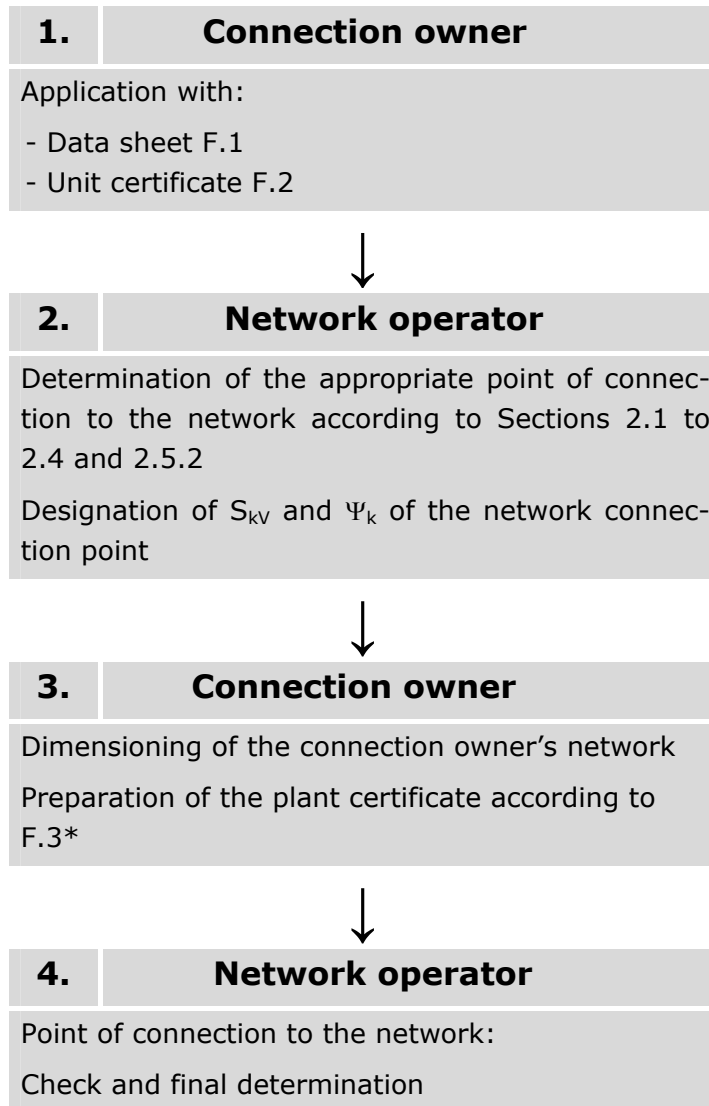 1. Connection owner
Application with:
- Data sheet F.1
- Unit certificate F.2
↓
2. Network operator
Determination of the appropriate point of connec-
tion to the network according to Sections 2.1 to
2.4 and 2.5.2
Designation of SkV and Ψk of the network connec-
tion point
↓
3. Connection owner
Dimensioning of the connection owner's network
Preparation of the plant certificate according to
F.3*
↓
4. Network operator
Point of connection to the network:
Check and final determination